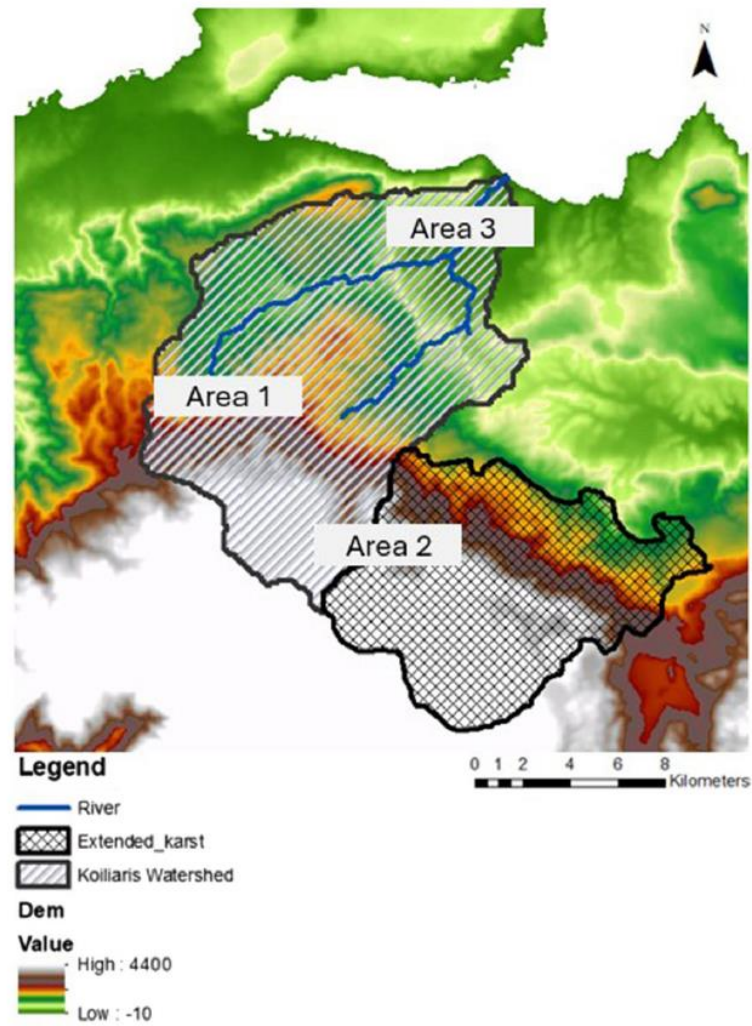 N
Area 3
Area 1
Area 2
0 1 2 4 6 8
Kilometers
Legend
River
Extended_karst
Koiliaris Watershed
Dem
Value
High : 4400
Low : -10